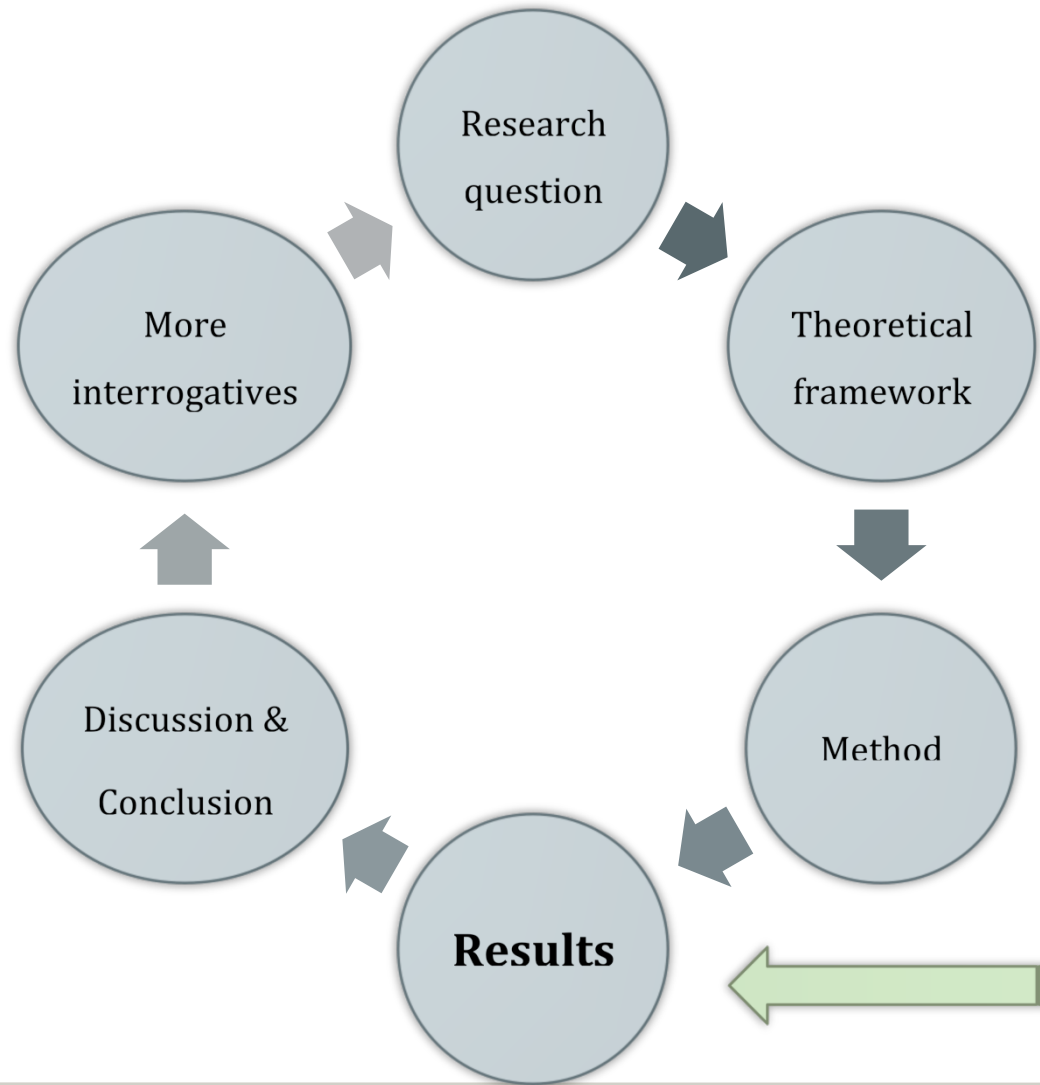 Research
question
Theoretical
framework
Method
Results
Discussion &
Conclusion
More
interrogatives